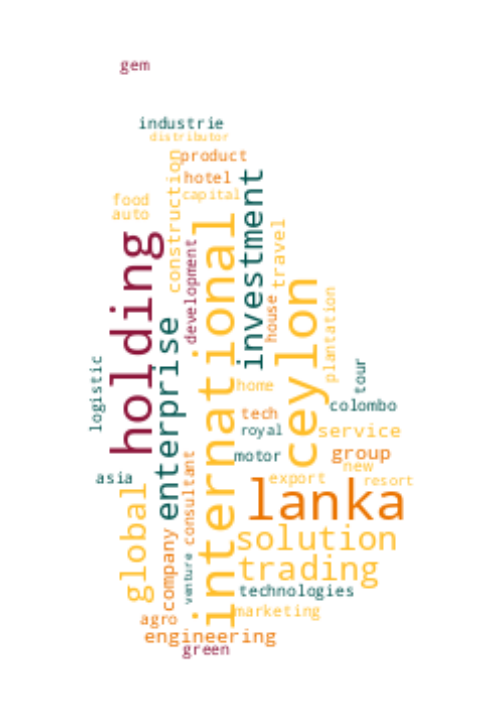 gem
industrie
distributor
product
construction
hotel
capital
investment
food
auto
international
travel
holding
development
ceylon
house
plantation
enterprise
logistic
tour
home
colombo
tech
royal
service
motor
group
new
consultant
asia
export
resort
lanka
global
solution
company
venture
trading
technologies
marketing
agro
engineering
green